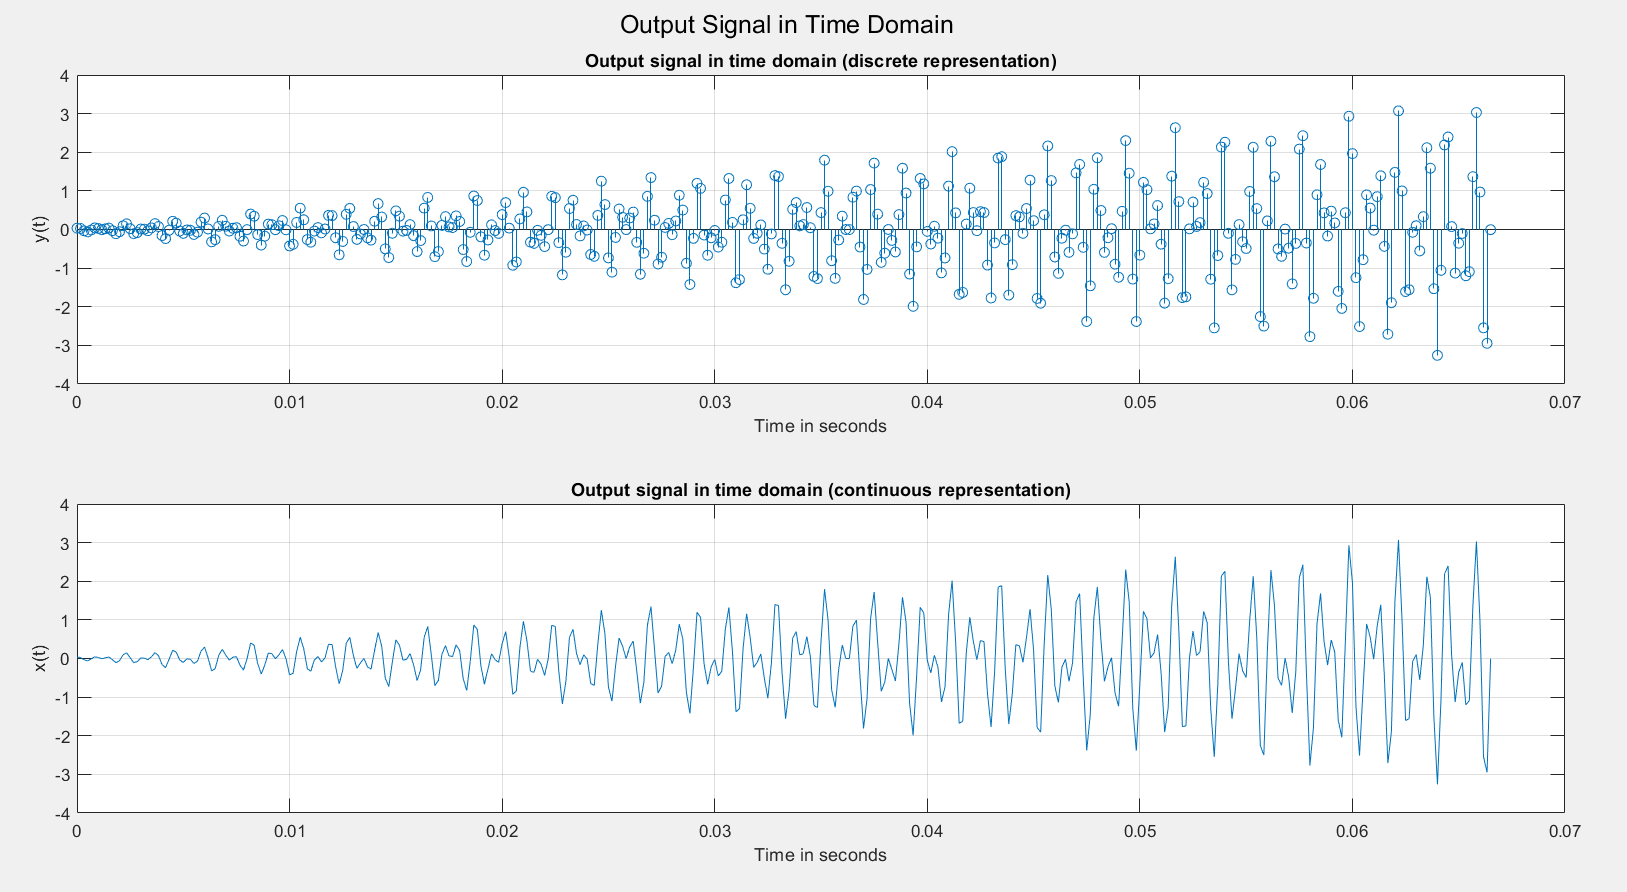 Output Signal in Time Domain
Output signal in time domain (discrete representation)
4
3
2
1
0
-1
-2
-3
-4
y(t)
0 0.01 0.02 0.03 0.04 0.05 0.06 0.07
Time in seconds
Output signal in time domain (continuous representation)
4
3
2
1
0
-1
-2
-3
-4
x(t)
0 0.01 0.02 0.03 0.04 0.05 0.06 0.07
Time in seconds